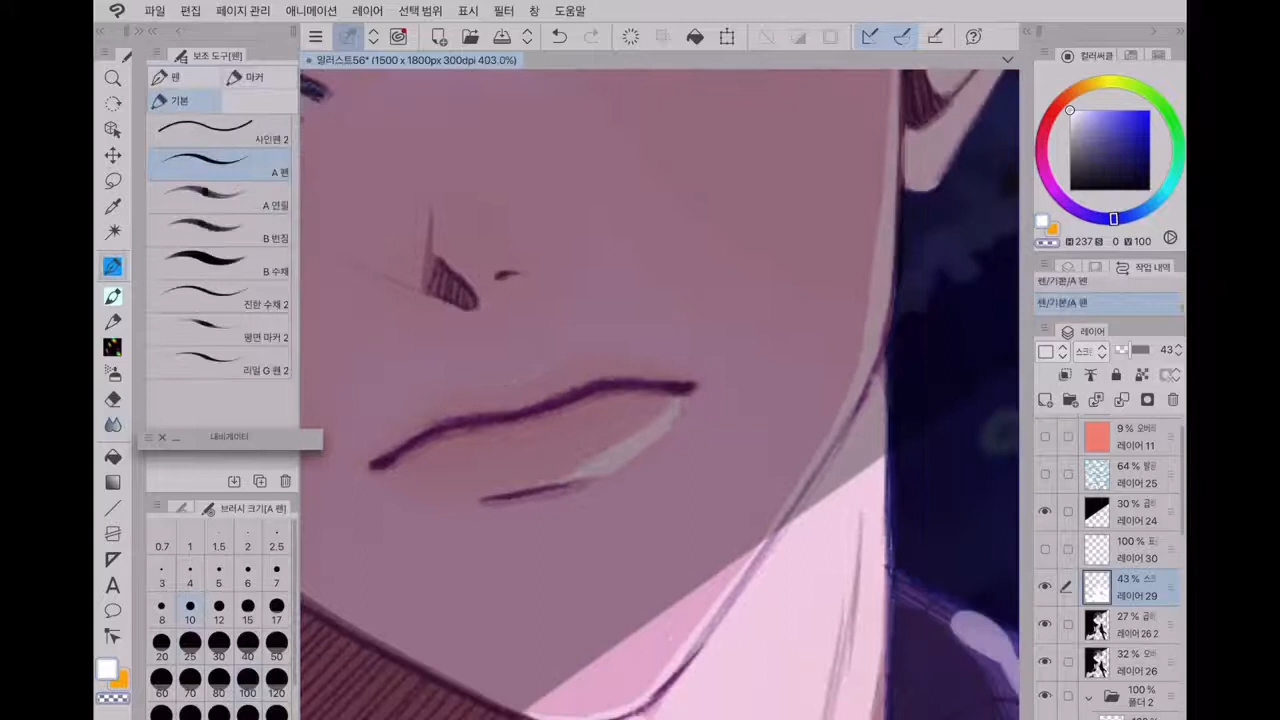 파일 편집 페이지 관리 애니메이션 레이어 선택 범위 표시 필터 창 도움말
보조 도구[펜]
일러스트56* (1500 x 1800px 300dpi 403.0%)
컬러써클
펜 마커
기본
사인펜 2
A 펜
A 연필
B 번짐
B 수채
진한 수채 2
평면 마커 2
리얼 G 펜 2
내비게이터
브러시 크기[A 펜]
0.7 1 1.5 2 2.5
3 4 5 6 7
8 10 12 15 17
20 25 30 40 50
60 70 80 100 120
H 237 S 0 V 100
작업 내역
펜/기본/A 펜
펜/기본/A 펜
레이어
스크 43
9 % 오버
레이어 11
64 % 발광
레이어 25
30 % 곱하
레이어 24
100 % 표
레이어 30
43 % 스크
레이어 29
27 % 곱하
레이어 26 2
32 % 오버
레이어 26
100 %
폴더 2